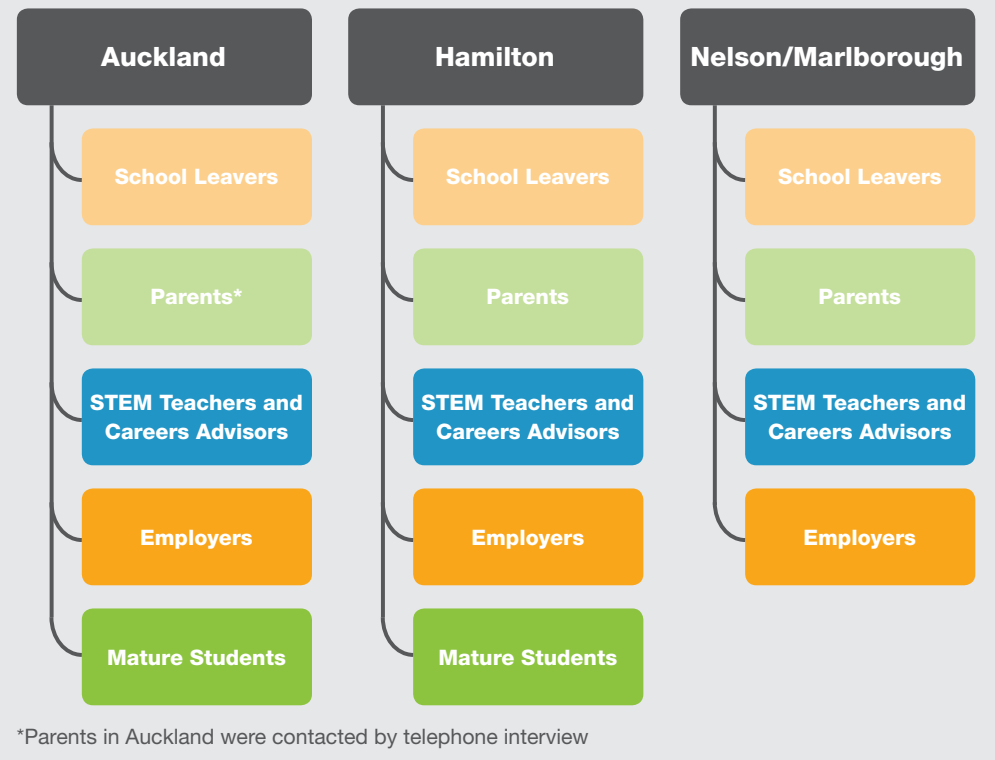 Auckland
School Leavers
Parents*
STEM Teachers and
Careers Advisors
Employers
Mature Students
Hamilton
School Leavers
Parents
STEM Teachers and
Careers Advisors
Employers
Mature Students
Nelson/Marlborough
School Leavers
Parents
STEM Teachers and
Careers Advisors
Employers
*Parents in Auckland were contacted by telephone interview